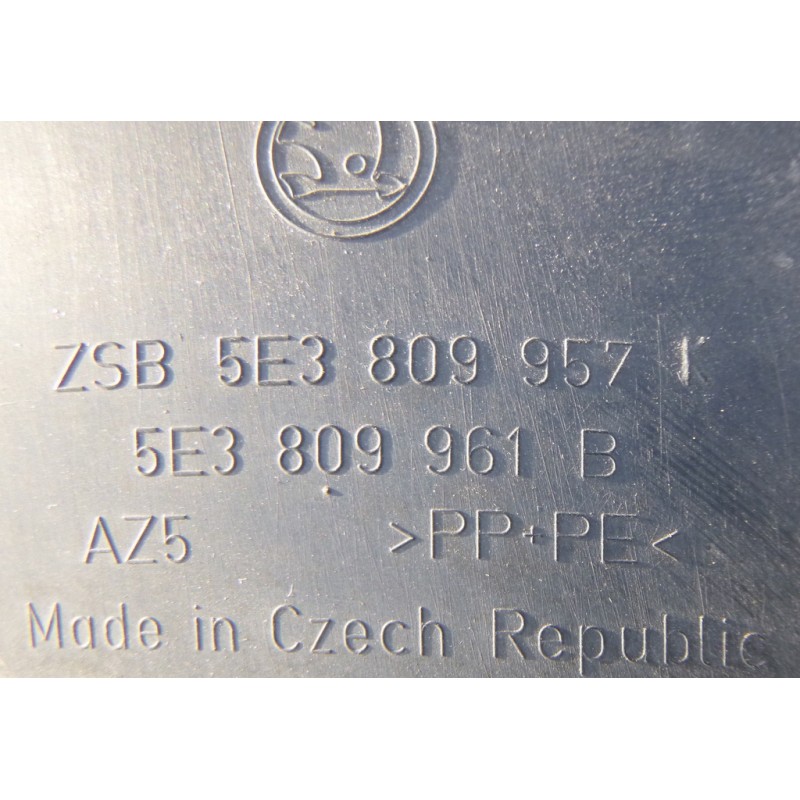 ZSB 5E3 809 957 K
5E3 809 961 B
AZ5 >PP+PE<
Made in Czech Republic